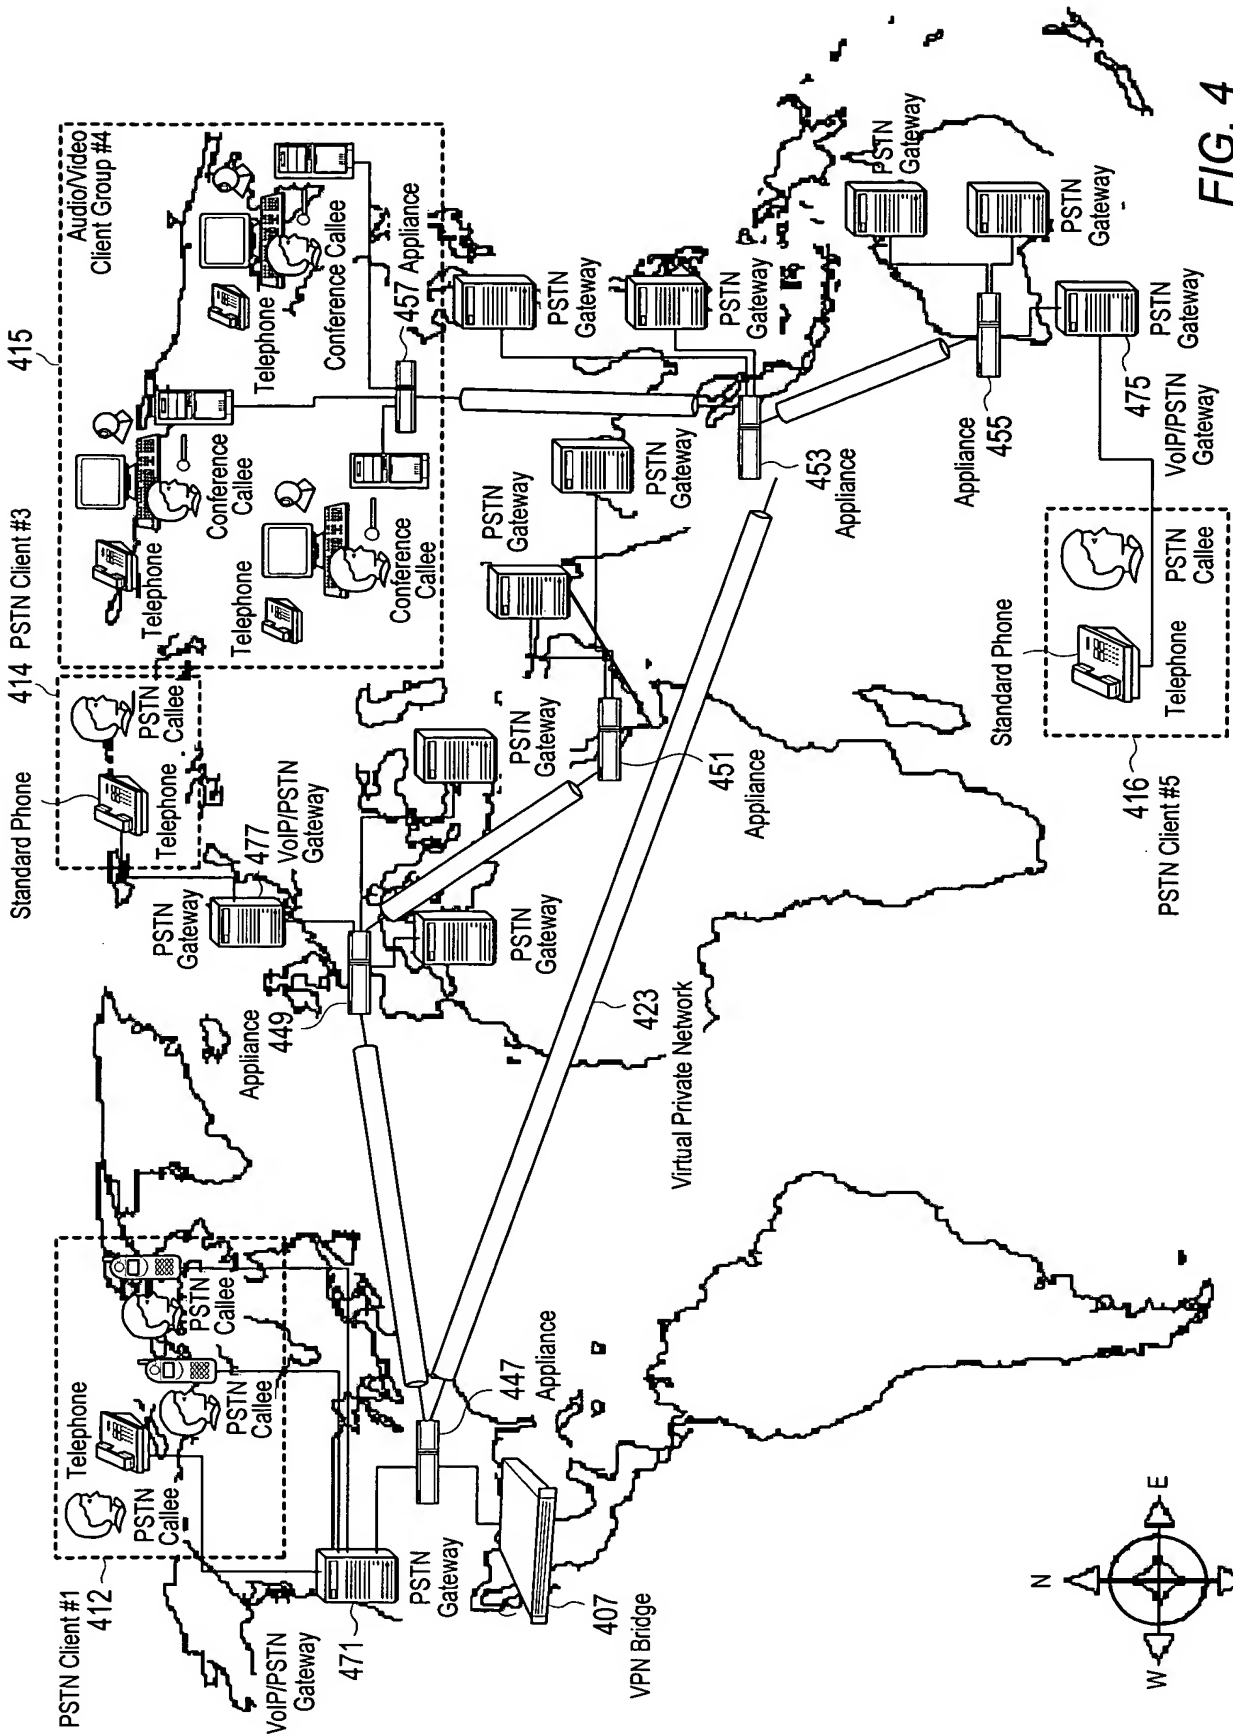 PSTN Client #1
412
Telephone
PSTN
Callee
PSTN
Callee
PSTN
Callee
VoIP/PSTN
Gateway
471
PSTN
Gateway
407
VPN Bridge
447
Appliance
Standard Phone
414
PSTN Client #3
Telephone
PSTN
Callee
PSTN
Gateway
477
VoIP/PSTN
Gateway
Appliance
449
PSTN
Gateway
PSTN
Gateway
Virtual Private Network
423
415
Audio/Video
Client Group #4
Telephone
Conference
Callee
Telephone
Conference Callee
Telephone
Conference
Callee
457 Appliance
PSTN
Gateway
PSTN
Gateway
PSTN
Gateway
PSTN
Gateway
451
Appliance
453
Appliance
Appliance
455
PSTN
Gateway
PSTN
Gateway
PSTN
Gateway
475
VoIP/PSTN
Gateway
Standard Phone
Telephone
PSTN
Callee
416
PSTN Client #5
N
W
E
FIG. 4